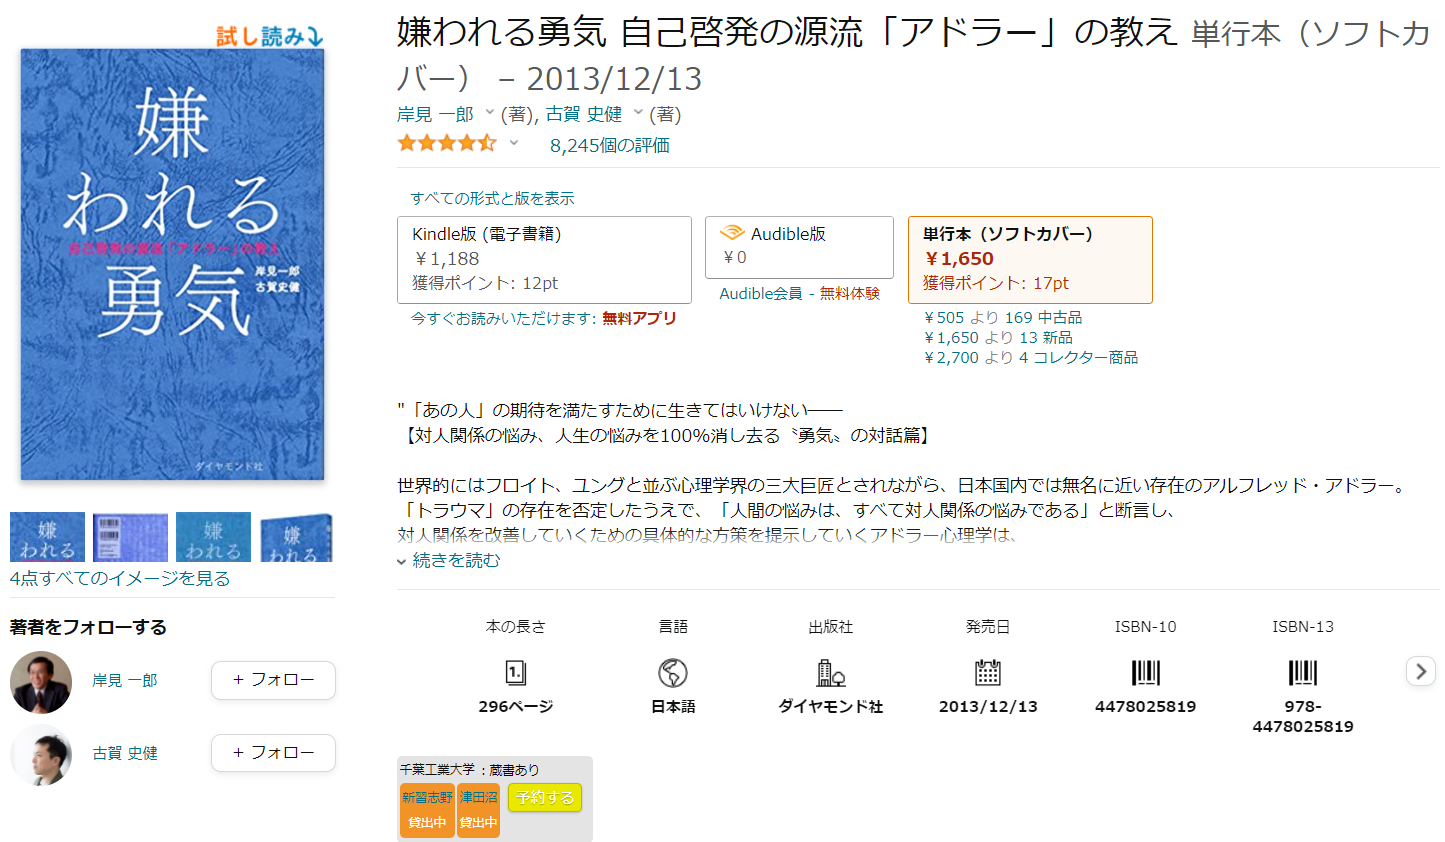 試し読み
嫌
われる
自己啓発の源流「アドラー」の教え
勇気
岸見一郎
古賀史健
ダイヤモンド社
嫌
われる
嫌
われる
嫌
われる
4点すべてのイメージを見る
著者をフォローする
岸見 一郎
+ フォロー
古賀 史健
+ フォロー
嫌われる勇気 自己啓発の源流「アドラー」の教え 単行本（ソフトカ
バー） – 2013/12/13
岸見 一郎 (著), 古賀 史健 (著)
8,245個の評価
すべての形式と版を表示
Kindle版 (電子書籍)
￥1,188
獲得ポイント: 12pt
今すぐお読みいただけます: 無料アプリ
Audible版
￥0
Audible会員 - 無料体験
単行本（ソフトカバー）
￥1,650
獲得ポイント: 17pt
￥505 より 169 中古品
￥1,650 より 13 新品
￥2,700 より 4 コレクター商品
"「あの人」の期待を満たすために生きてはいけない――
【対人関係の悩み、人生の悩みを100%消し去る〝勇気〟の対話篇】
世界的にはフロイト、ユングと並ぶ心理学界の三大巨匠とされながら、日本国内では無名に近い存在のアルフレッド・アドラー。
「トラウマ」の存在を否定したうえで、「人間の悩みは、すべて対人関係の悩みである」と断言し、
対人関係を改善していくための具体的な方策を提示していくアドラー心理学は、
続きを読む
本の長さ
296ページ
言語
日本語
出版社
ダイヤモンド社
発売日
2013/12/13
ISBN-10
4478025819
ISBN-13
978-
4478025819
千葉工業大学 : 蔵書あり
新習志野
貸出中
津田沼
貸出中
予約する